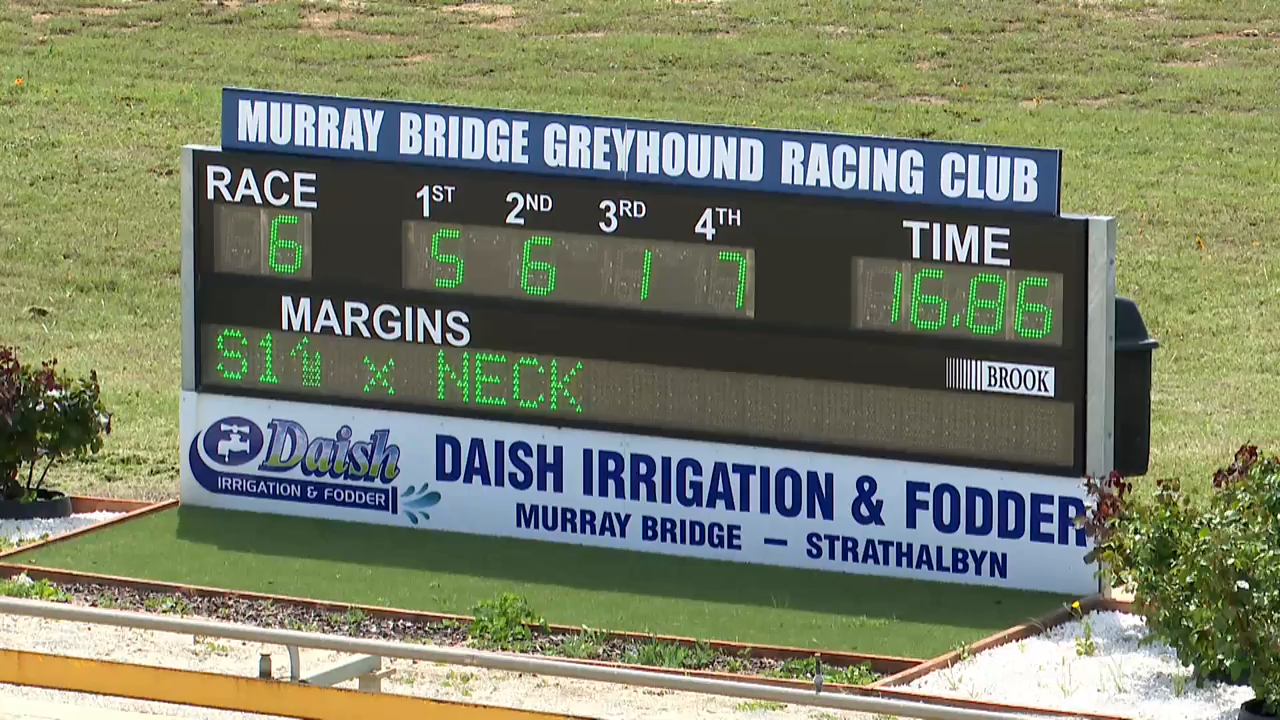 MURRAY BRIDGE GREYHOUND RACING CLUB
RACE 1ST 2ND 3RD 4TH TIME
6 5 6 1 7 16.86
MARGINS
X NECK
BROOK
Daish
IRRIGATION & FODDER
DAISH IRRIGATION & FODDER
MURRAY BRIDGE – STRATHALBYN